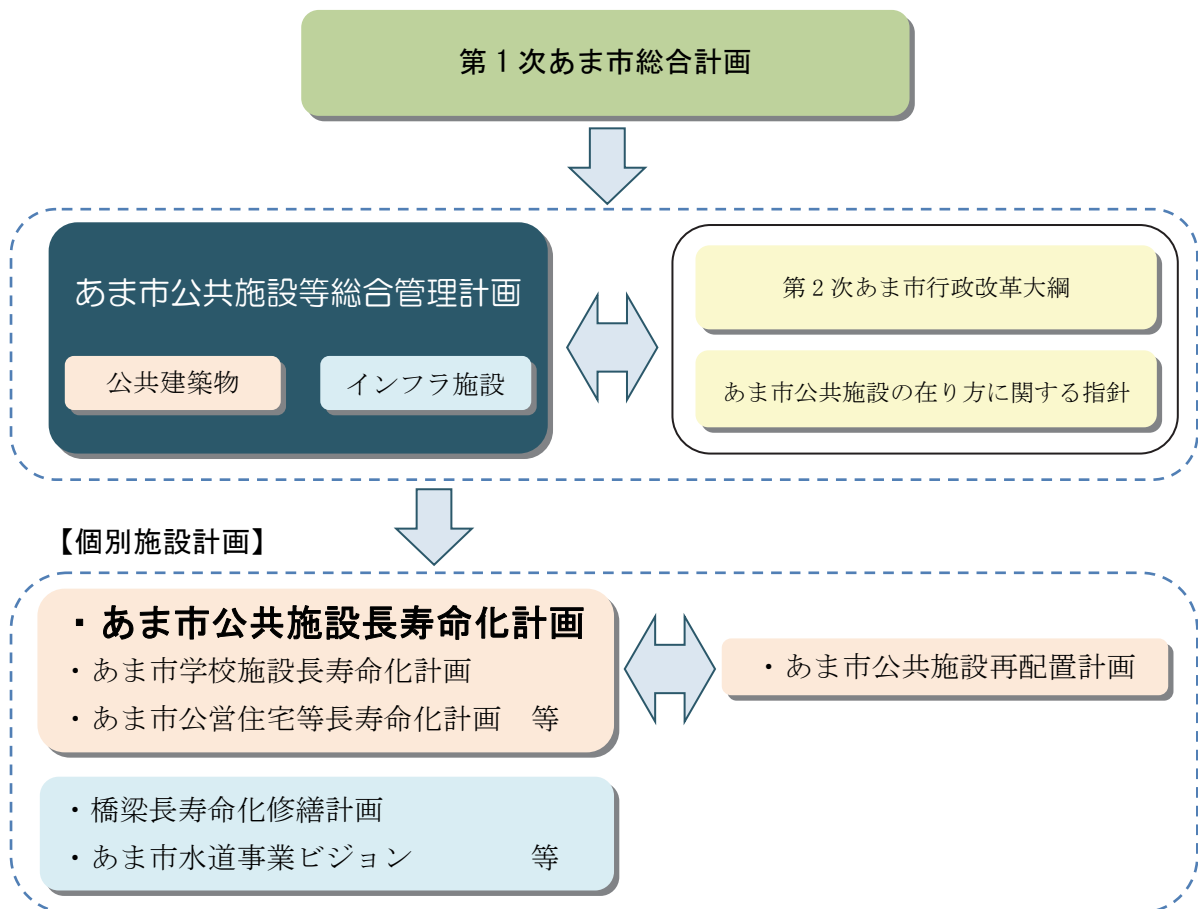 第1次あま市総合計画
あま市公共施設等総合管理計画
公共建築物
インフラ施設
第2次あま市行政改革大綱
あま市公共施設の在り方に関する指針
【個別施設計画】
・あま市公共施設長寿命化計画
・あま市学校施設長寿命化計画
・あま市公営住宅等長寿命化計画 等
・あま市公共施設再配置計画
・橋梁長寿命化修繕計画
・あま市水道事業ビジョン 等